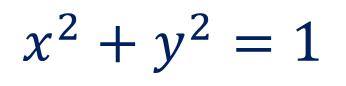 x² + y² = 1